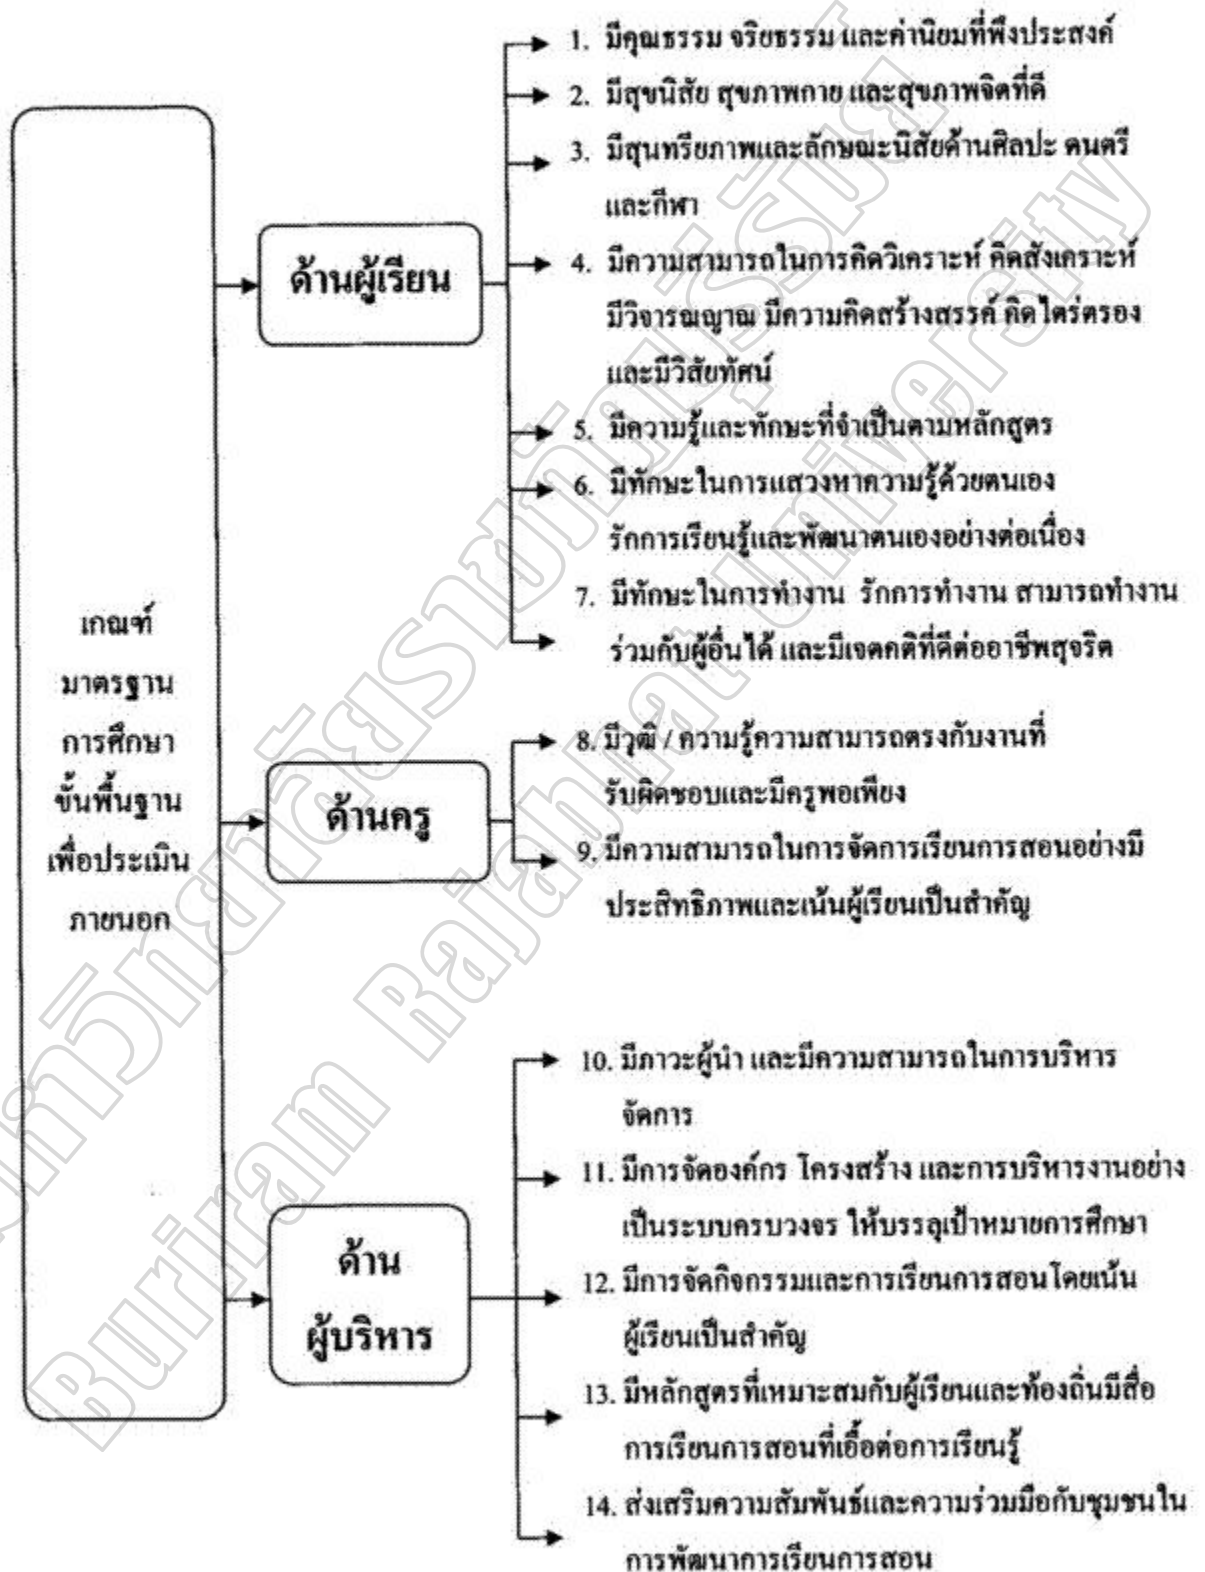 เกณฑ์
มาตรฐาน
การศึกษา
ขั้นพื้นฐาน
เพื่อประเมิน
ภายนอก
ด้านผู้เรียน
1. มีคุณธรรม จริยธรรม และค่านิยมที่พึงประสงค์
2. มีสุขนิสัย สุขภาพกาย และสุขภาพจิตที่ดี
3. มีสุนทรียภาพและลักษณะนิสัยด้านศิลปะ ดนตรี
และกีฬา
4. มีความสามารถในการคิดวิเคราะห์ คิดสังเคราะห์
มีวิจารณญาณ มีความคิดสร้างสรรค์ คิดไตร่ตรอง
และมีวิสัยทัศน์
5. มีความรู้และทักษะที่จำเป็นตามหลักสูตร
6. มีทักษะในการแสวงหาความรู้ด้วยตนเอง
รักการเรียนรู้และพัฒนาตนเองอย่างต่อเนื่อง
7. มีทักษะในการทำงาน รักการทำงาน สามารถทำงาน
ร่วมกับผู้อื่นได้ และมีเจตคติที่ดีต่ออาชีพสุจริต
ด้านครู
8. มีวุฒิ / ความรู้ความสามารถตรงกับงานที่
รับผิดชอบและมีครูพอเพียง
9. มีความสามารถในการจัดการเรียนการสอนอย่างมี
ประสิทธิภาพและเน้นผู้เรียนเป็นสำคัญ
ด้าน
ผู้บริหาร
10. มีภาวะผู้นำ และมีความสามารถในการบริหาร
จัดการ
11. มีการจัดองค์กร โครงสร้าง และการบริหารงานอย่าง
เป็นระบบครบวงจร ให้บรรลุเป้าหมายการศึกษา
12. มีการจัดกิจกรรมและการเรียนการสอนโดยเน้น
ผู้เรียนเป็นสำคัญ
13. มีหลักสูตรที่เหมาะสมกับผู้เรียนและท้องถิ่นมีสื่อ
การเรียนการสอนที่เอื้อต่อการเรียนรู้
14. ส่งเสริมความสัมพันธ์และความร่วมมือกับชุมชนใน
การพัฒนาการเรียนการสอน
มหาวิทยาลัยราชภัฏบุรีรัมย์
Buriram Rajabhat University